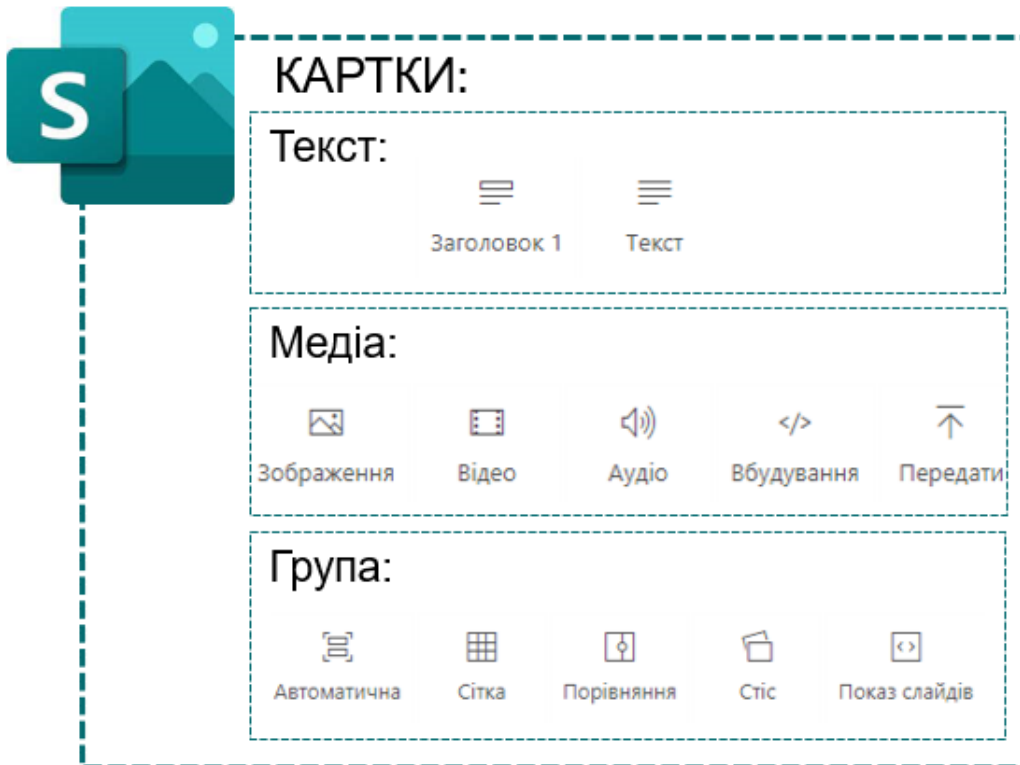 S
КАРТКИ:
Текст:
Заголовок 1 Текст
Медіа:
Зображення Відео Аудіо Вбудування Передати
Група:
Автоматична Сітка Порівняння Стіс Показ слайдів